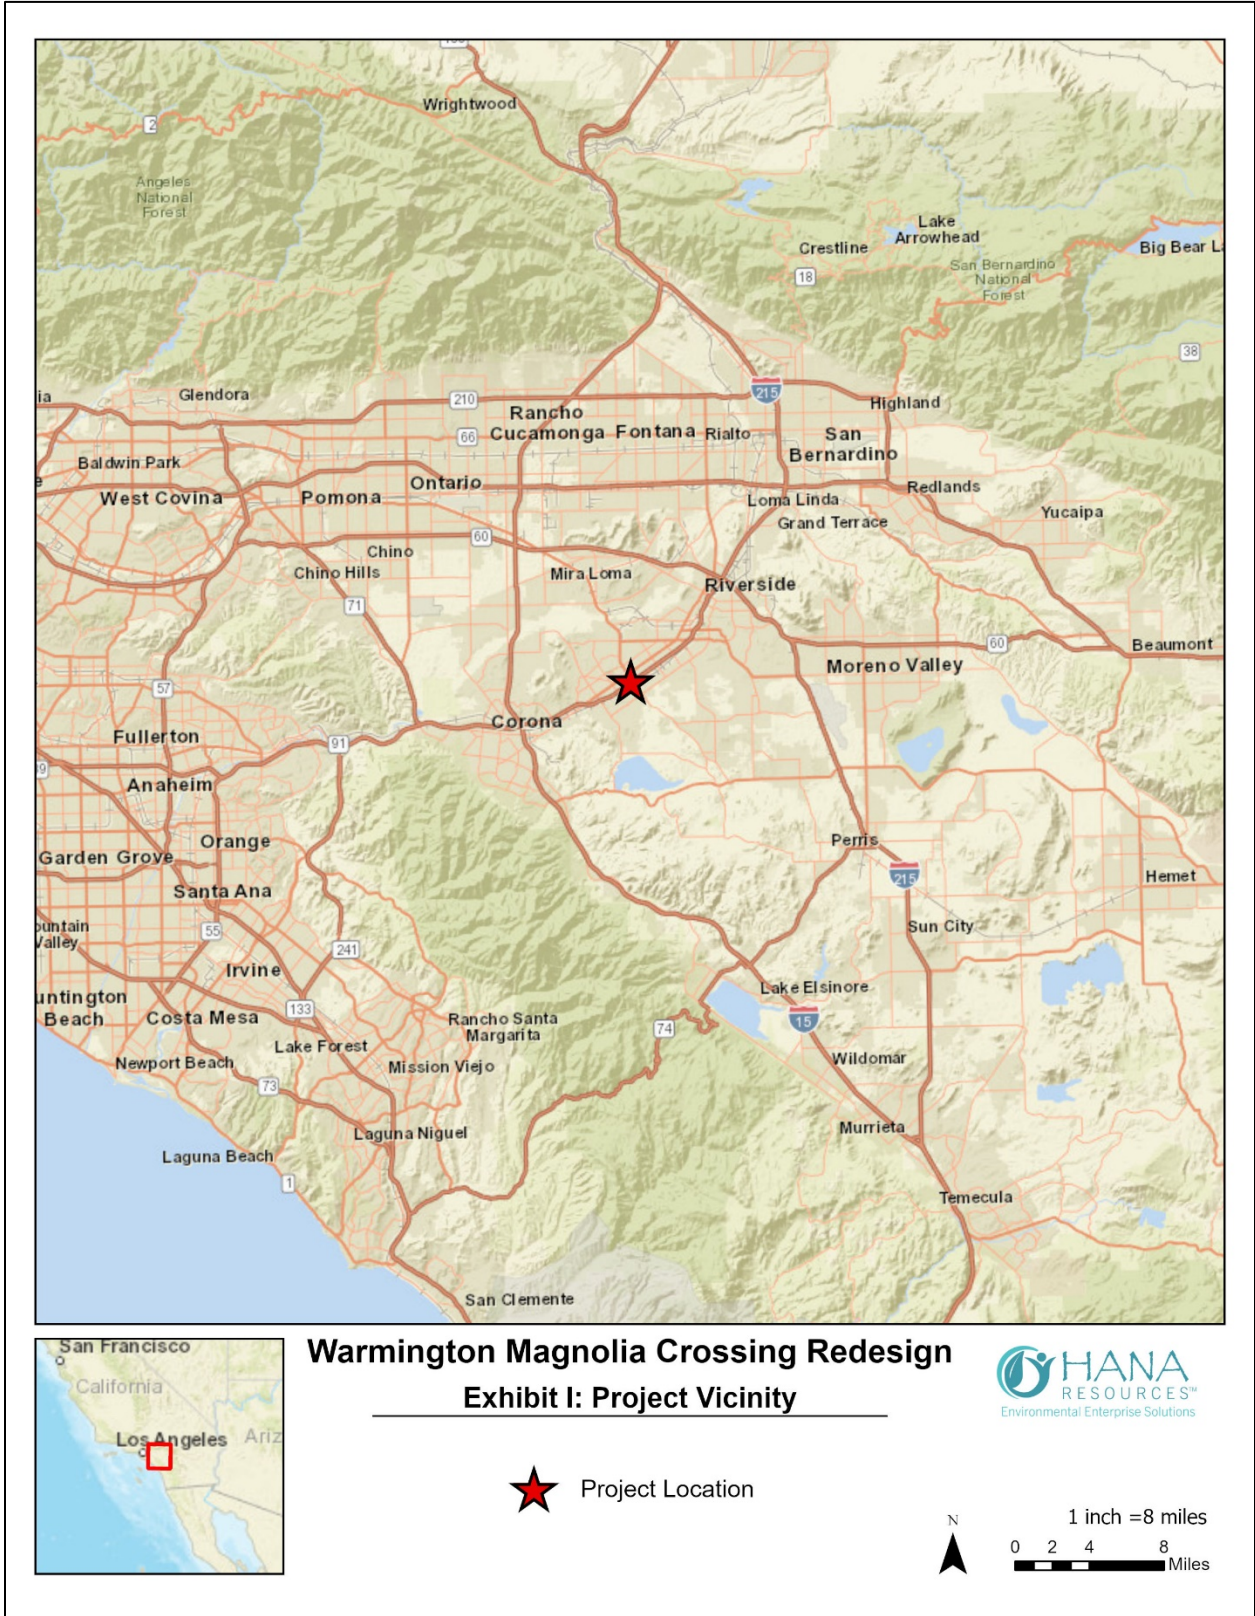 Wrightwood
2
Angeles
National
Forest
Lake
Arrowhead
Crestline
Big Bear La
San Bernardino
National
Forest
18
38
215
ia
Glendora
210
Highland
Rancho
Cucamonga
Fontana
Rialto
San
Bernardino
66
Baldwin Park
West Covina
Pomona
Ontario
Loma Linda
Redlands
Grand Terrace
Yucaipa
60
Chino
Chino Hills
Mira Loma
Riverside
71
Beaumont
60
Moreno Valley
57
Corona
Fullerton
91
Anaheim
Orange
Perris
Garden Grove
215
Hemet
Santa Ana
ountain
Valley
55
Sun City
241
Irvine
Lake Elsinore
untington
Beach
133
Costa Mesa
Rancho Santa
Margarita
74
15
Lake Forest
Newport Beach
Mission Viejo
Wildomar
73
Laguna Niguel
Murrieta
Laguna Beach
1
Temecula
San Clemente
San Francisco
California
Los Angeles
Ariz
Warmington Magnolia Crossing Redesign
Exhibit I: Project Vicinity
Project Location
HANA
RESOURCES™
Environmental Enterprise Solutions
N
1 inch =8 miles
0 2 4 8
Miles